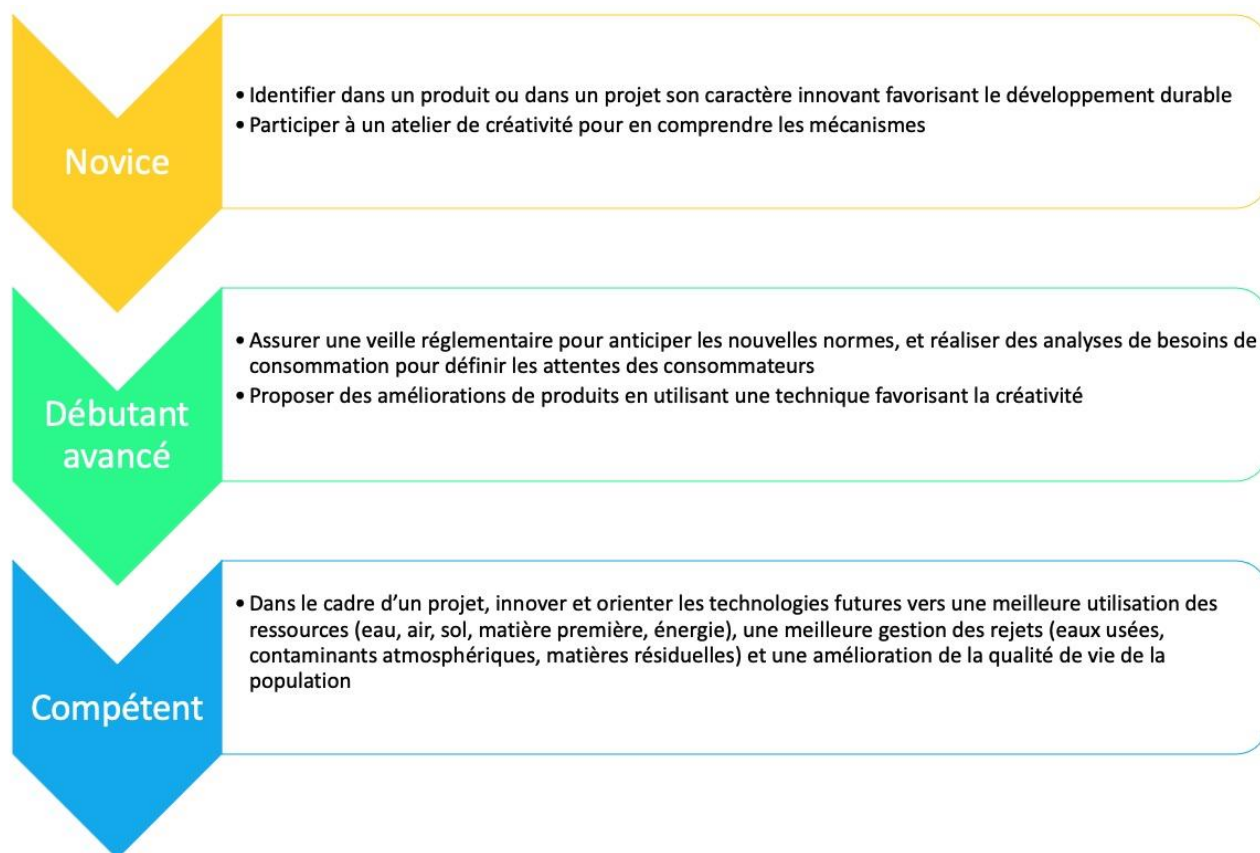 Novice
• Identifier dans un produit ou dans un projet son caractère innovant favorisant le développement durable
• Participer à un atelier de créativité pour en comprendre les mécanismes
Débutant
avancé
• Assurer une veille réglementaire pour anticiper les nouvelles normes, et réaliser des analyses de besoins de
consommation pour définir les attentes des consommateurs
• Proposer des améliorations de produits en utilisant une technique favorisant la créativité
Compétent
• Dans le cadre d’un projet, innover et orienter les technologies futures vers une meilleure utilisation des
ressources (eau, air, sol, matière première, énergie), une meilleure gestion des rejets (eaux usées,
contaminants atmosphériques, matières résiduelles) et une amélioration de la qualité de vie de la
population